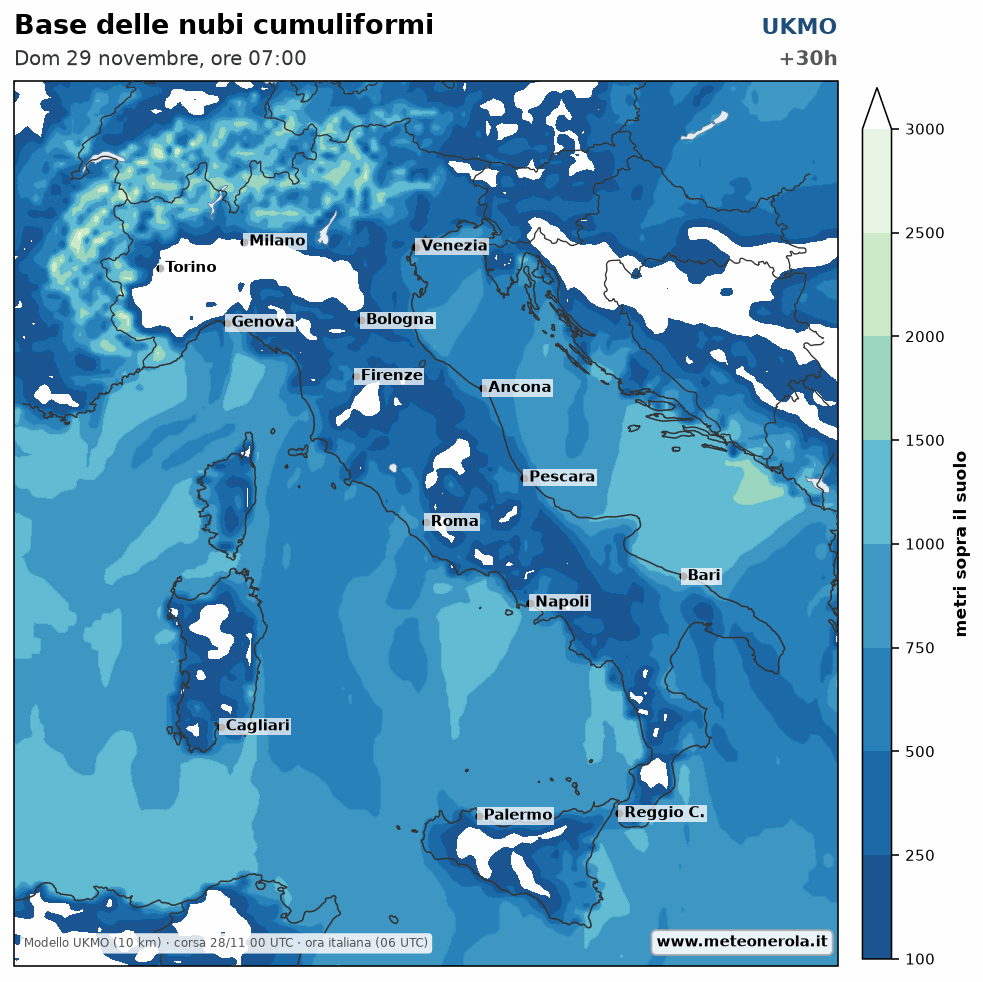 Base delle nubi cumuliformi
UKMO
Dom 29 novembre, ore 07:00
+30h
3000
2500
2000
1500
1000
750
500
250
100
metri sopra il suolo
Milano
Venezia
Torino
Genova
Bologna
Firenze
Ancona
Pescara
Roma
Bari
Napoli
Cagliari
Palermo
Reggio C.
Modello UKMO (10 km) · corsa 28/11 00 UTC · ora italiana (06 UTC)
www.meteonerola.it